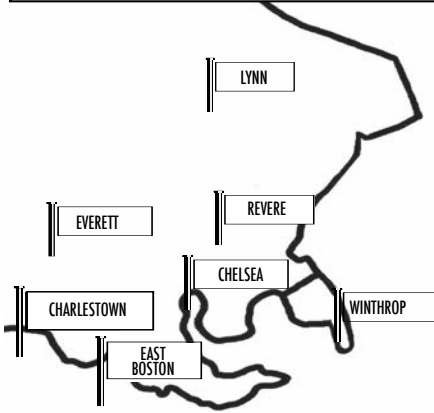 LYNN
REVERE
EVERETT
CHELSEA
CHARLESTOWN
WINTHROP
EAST
BOSTON